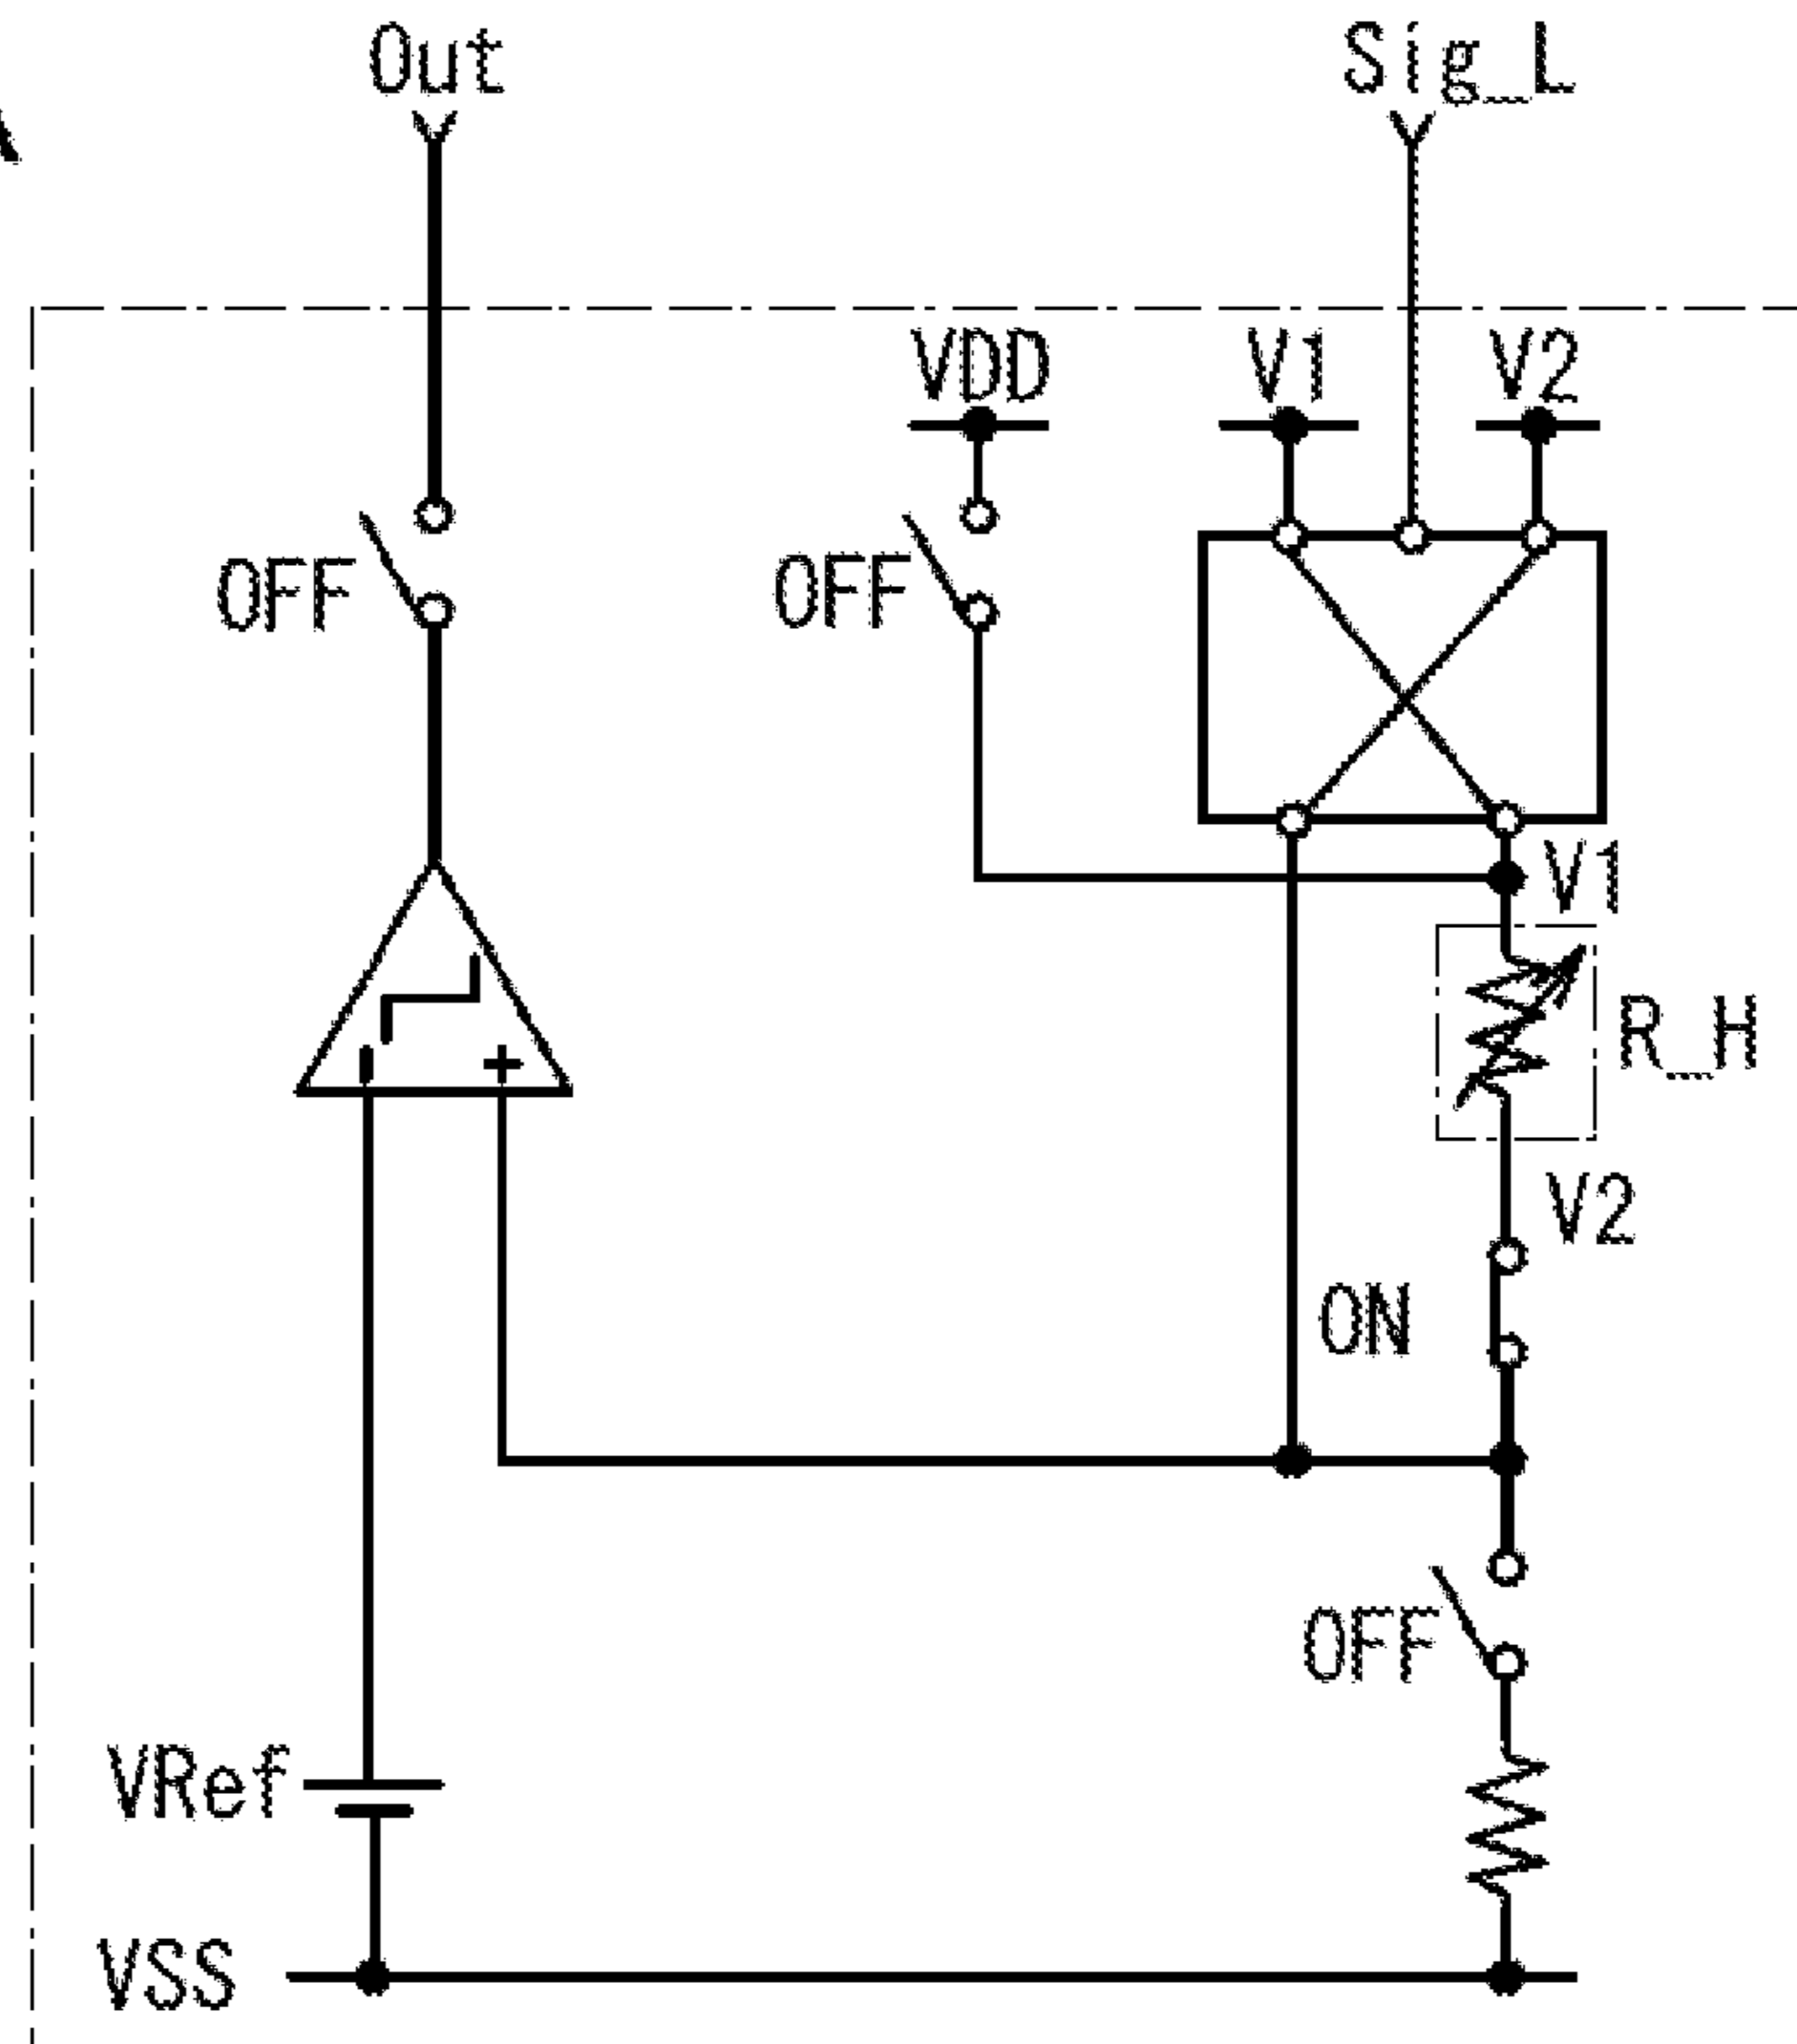 Out
Sig_L
VDD
V1
V2
OFF
OFF
V1
-
+
R_H
V2
ON
OFF
VRef
VSS